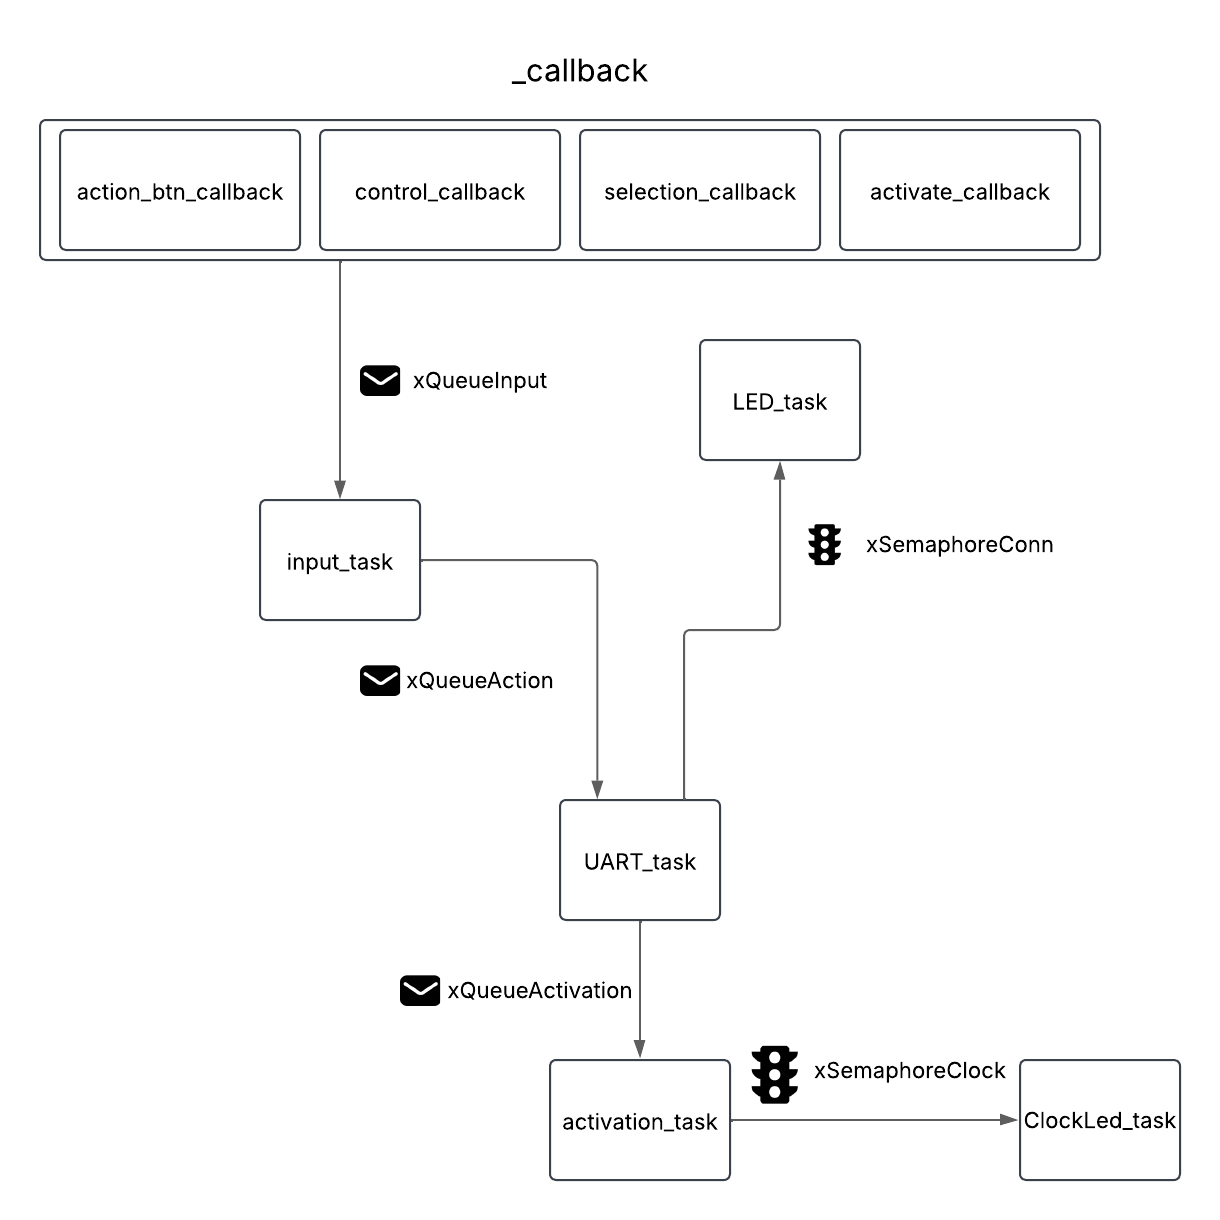 _callback
action_btn_callback
control_callback
selection_callback
activate_callback
xQueueInput
LED_task
xSemaphoreConn
input_task
xQueueAction
UART_task
xQueueActivation
xSemaphoreClock
activation_task
ClockLed_task